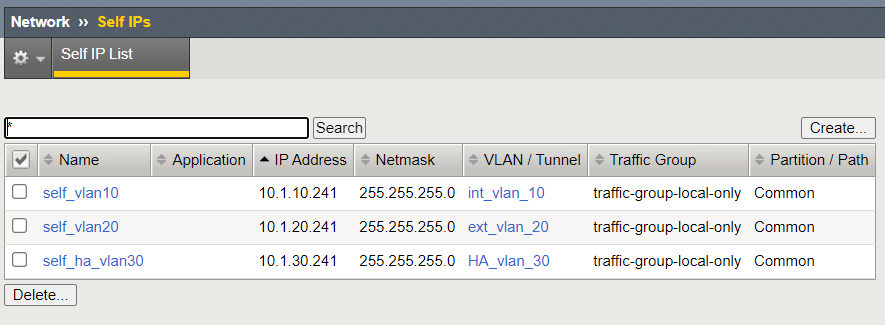 Network ›› Self IPs
Self IP List
* Search Create...
Name Application IP Address Netmask VLAN / Tunnel Traffic Group Partition / Path
self_vlan10 10.1.10.241 255.255.255.0 int_vlan_10 traffic-group-local-only Common
self_vlan20 10.1.20.241 255.255.255.0 ext_vlan_20 traffic-group-local-only Common
self_ha_vlan30 10.1.30.241 255.255.255.0 HA_vlan_30 traffic-group-local-only Common
Delete...